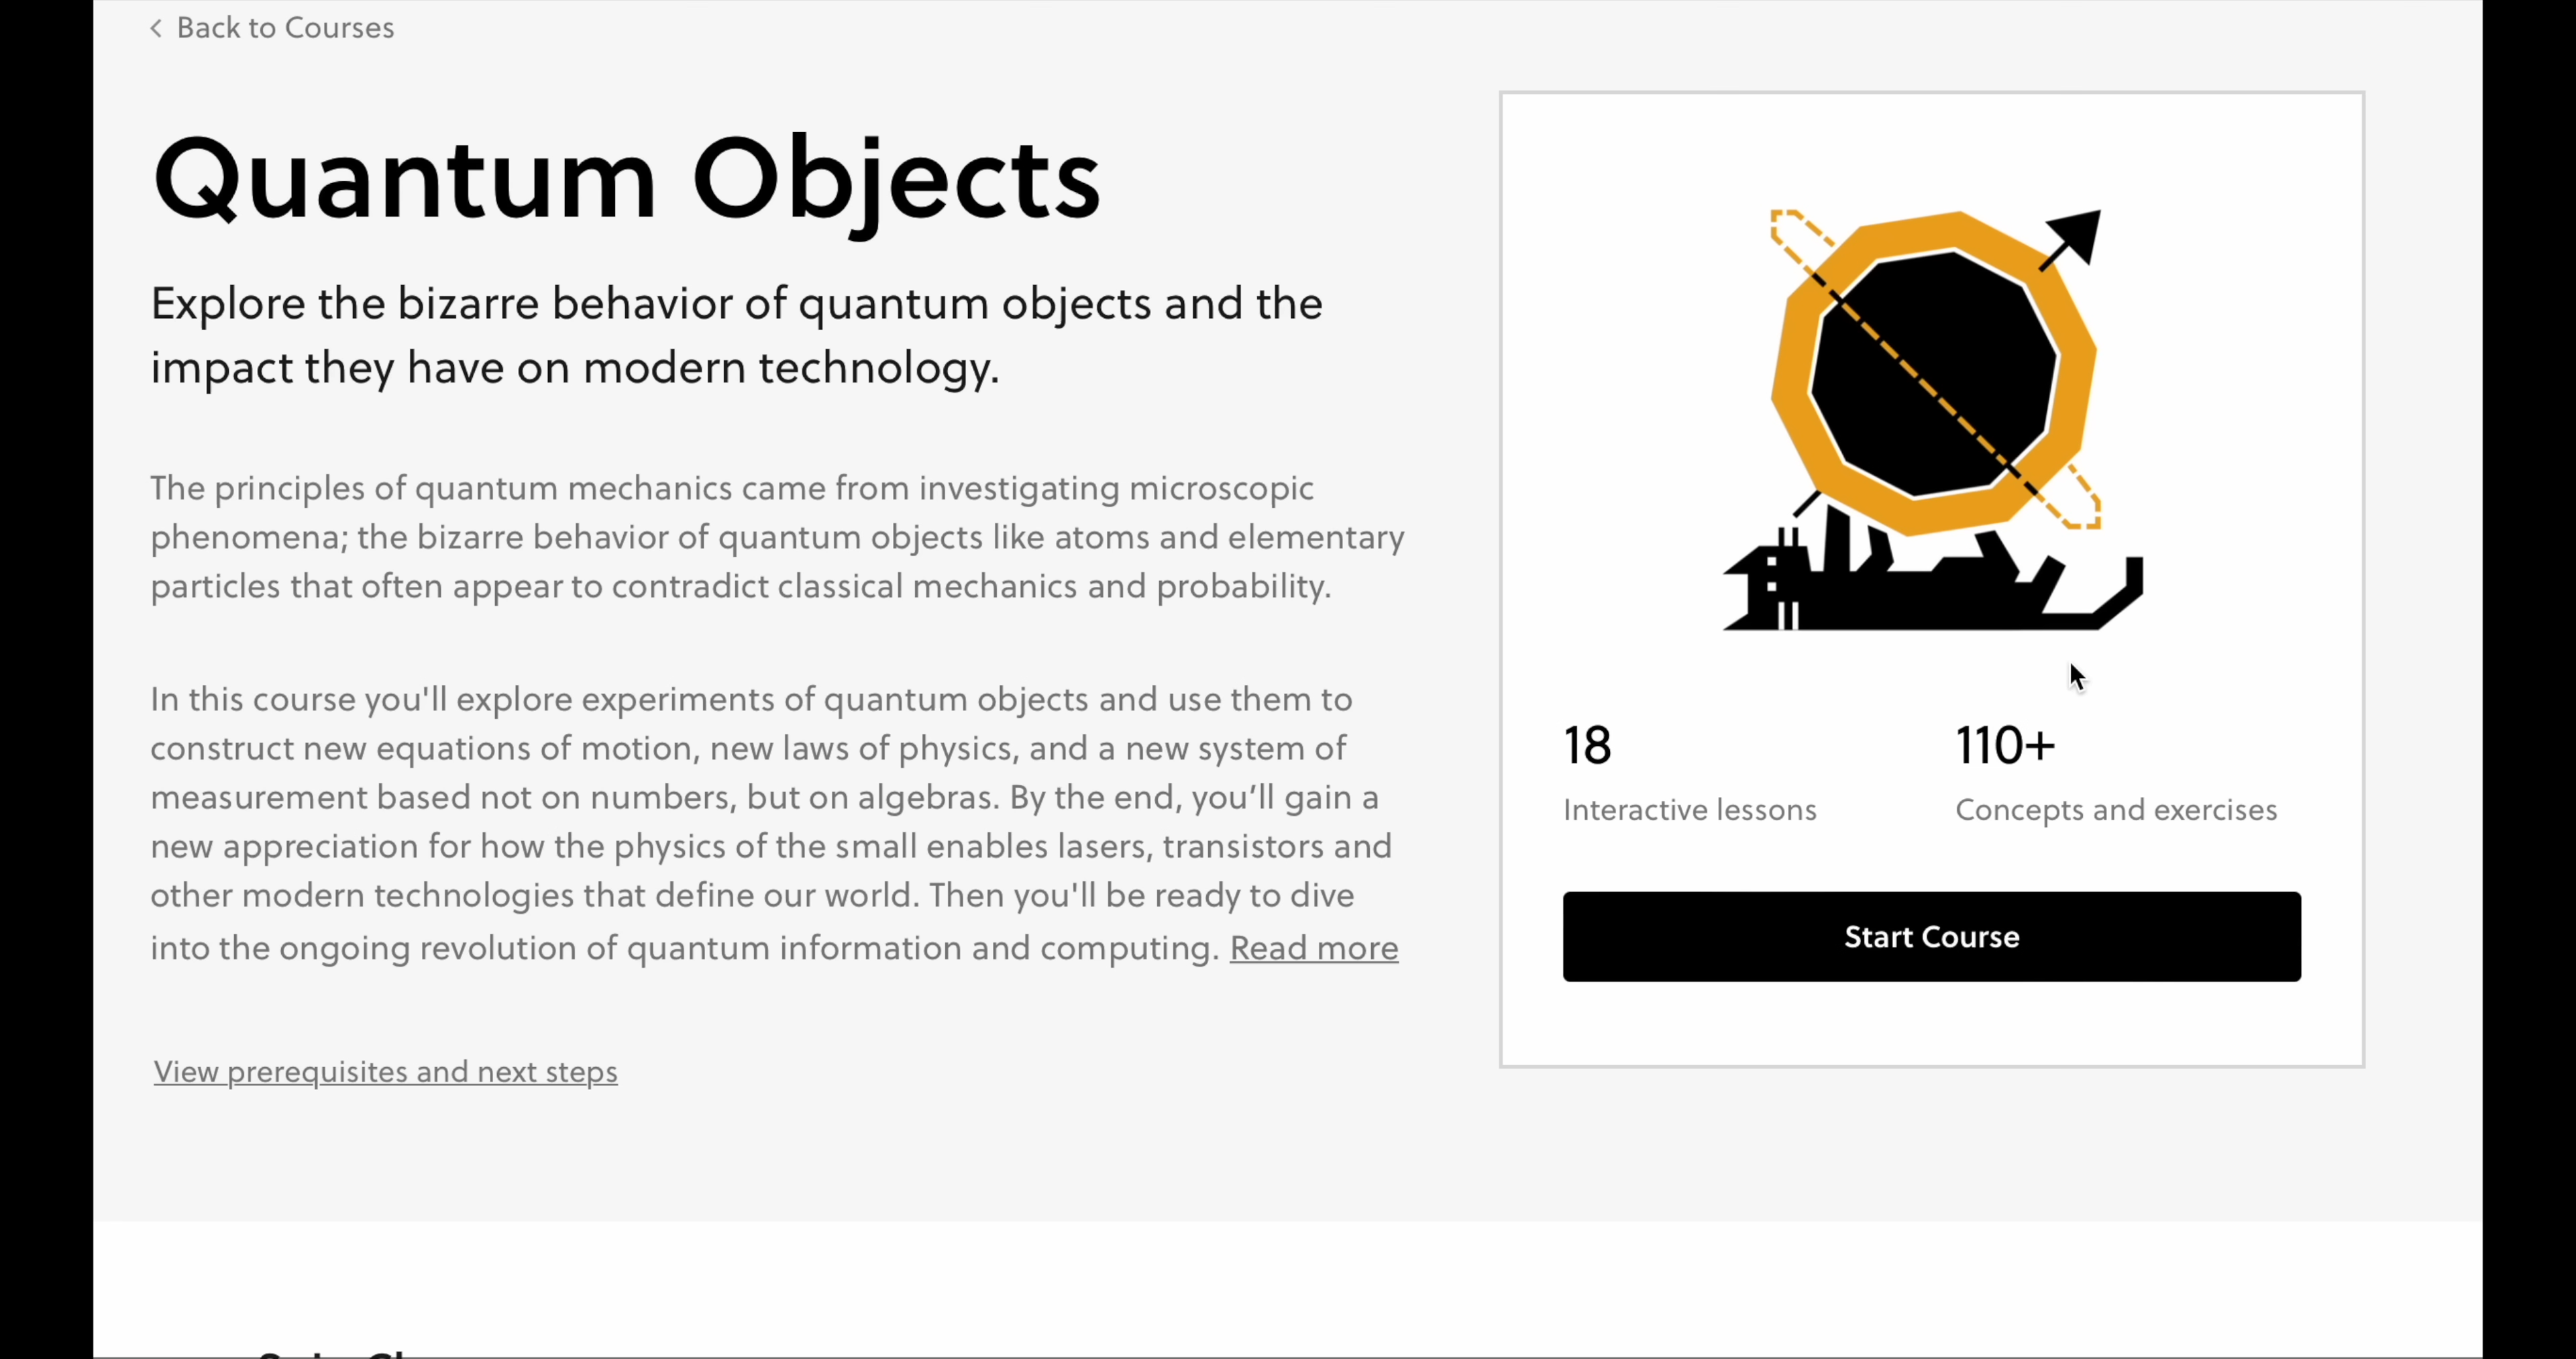 Back to Courses
Quantum Objects
Explore the bizarre behavior of quantum objects and the
impact they have on modern technology.
The principles of quantum mechanics came from investigating microscopic
phenomena; the bizarre behavior of quantum objects like atoms and elementary
particles that often appear to contradict classical mechanics and probability.
In this course you'll explore experiments of quantum objects and use them to
construct new equations of motion, new laws of physics, and a new system of
measurement based not on numbers, but on algebras. By the end, you’ll gain a
new appreciation for how the physics of the small enables lasers, transistors and
other modern technologies that define our world. Then you'll be ready to dive
into the ongoing revolution of quantum information and computing. Read more
View prerequisites and next steps
18
Interactive lessons
110+
Concepts and exercises
Start Course